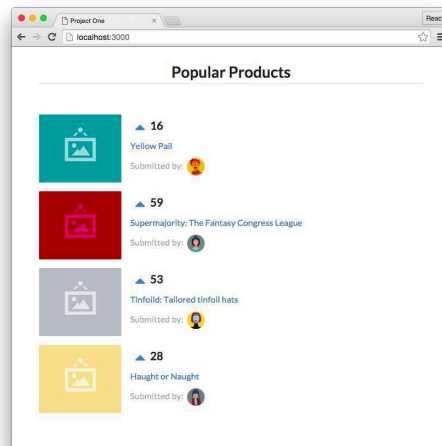 Project One
React
localhost:3000
Popular Products
16
Yellow Pail
Submitted by:
59
Supermajority: The Fantasy Congress League
Submitted by:
53
Tinfoild: Tailored tinfoil hats
Submitted by:
28
Haught or Naught
Submitted by: